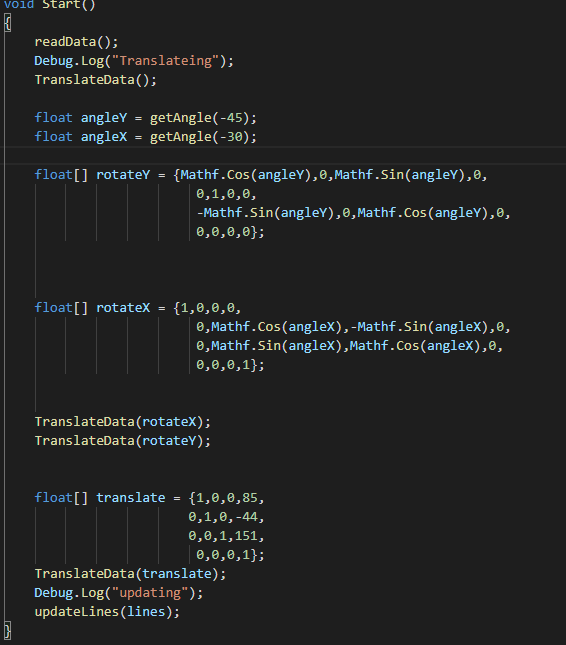 void Start()
{
readData();
Debug.Log("Translateing");
TranslateData();
float angleY = getAngle(-45);
float angleX = getAngle(-30);
float[] rotateY = {Mathf.Cos(angleY),0,Mathf.Sin(angleY),0,
0,1,0,0,
-Mathf.Sin(angleY),0,Mathf.Cos(angleY),0,
0,0,0,0};
float[] rotateX = {1,0,0,0,
0,Mathf.Cos(angleX),-Mathf.Sin(angleX),0,
0,Mathf.Sin(angleX),Mathf.Cos(angleX),0,
0,0,0,1};
TranslateData(rotateX);
TranslateData(rotateY);
float[] translate = {1,0,0,85,
0,1,0,-44,
0,0,1,151,
0,0,0,1};
TranslateData(translate);
Debug.Log("updating");
updateLines(lines);
}